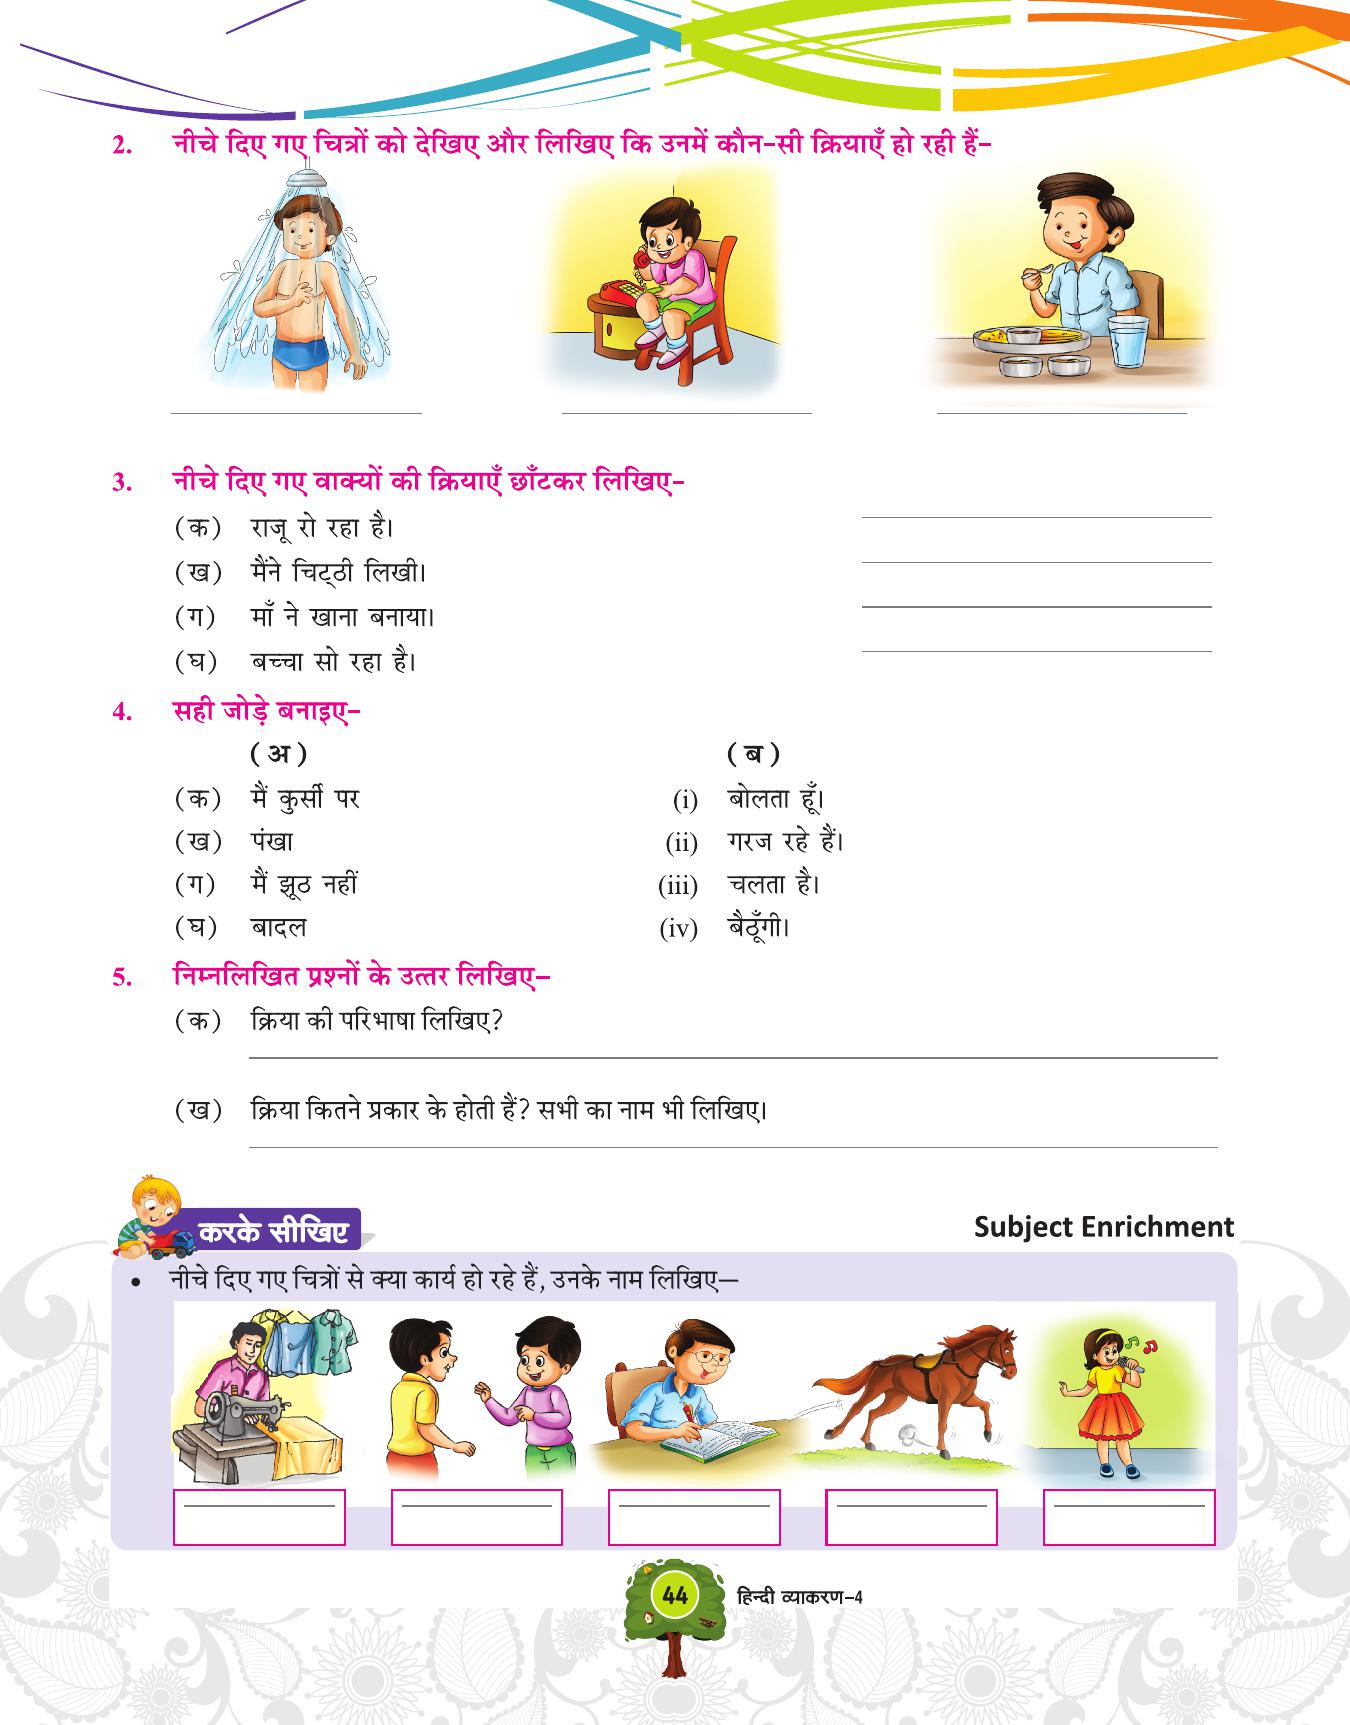 2. नीचे दिए गए चित्रों को देखिए और लिखिए कि उनमें कौन-सी क्रियाएँ हो रही हैं-
3. नीचे दिए गए वाक्यों की क्रियाएँ छाँटकर लिखिए-
(क) राजू रो रहा है।
(ख) मैंने चिट्ठी लिखी।
(ग) माँ ने खाना बनाया।
(घ) बच्चा सो रहा है।
4. सही जोड़े बनाइए-
(अ) (ब)
(क) मैं कुर्सी पर (i) बोलता हूँ।
(ख) पंखा (ii) गरज रहे हैं।
(ग) मैं झूठ नहीं (iii) चलता है।
(घ) बादल (iv) बैठूँगी।
5. निम्नलिखित प्रश्नों के उत्तर लिखिए-
(क) क्रिया की परिभाषा लिखिए?
(ख) क्रिया कितने प्रकार के होती हैं? सभी का नाम भी लिखिए।
करके सीखिए Subject Enrichment
• नीचे दिए गए चित्रों से क्या कार्य हो रहे हैं, उनके नाम लिखिए—
44 हिन्दी व्याकरण-4